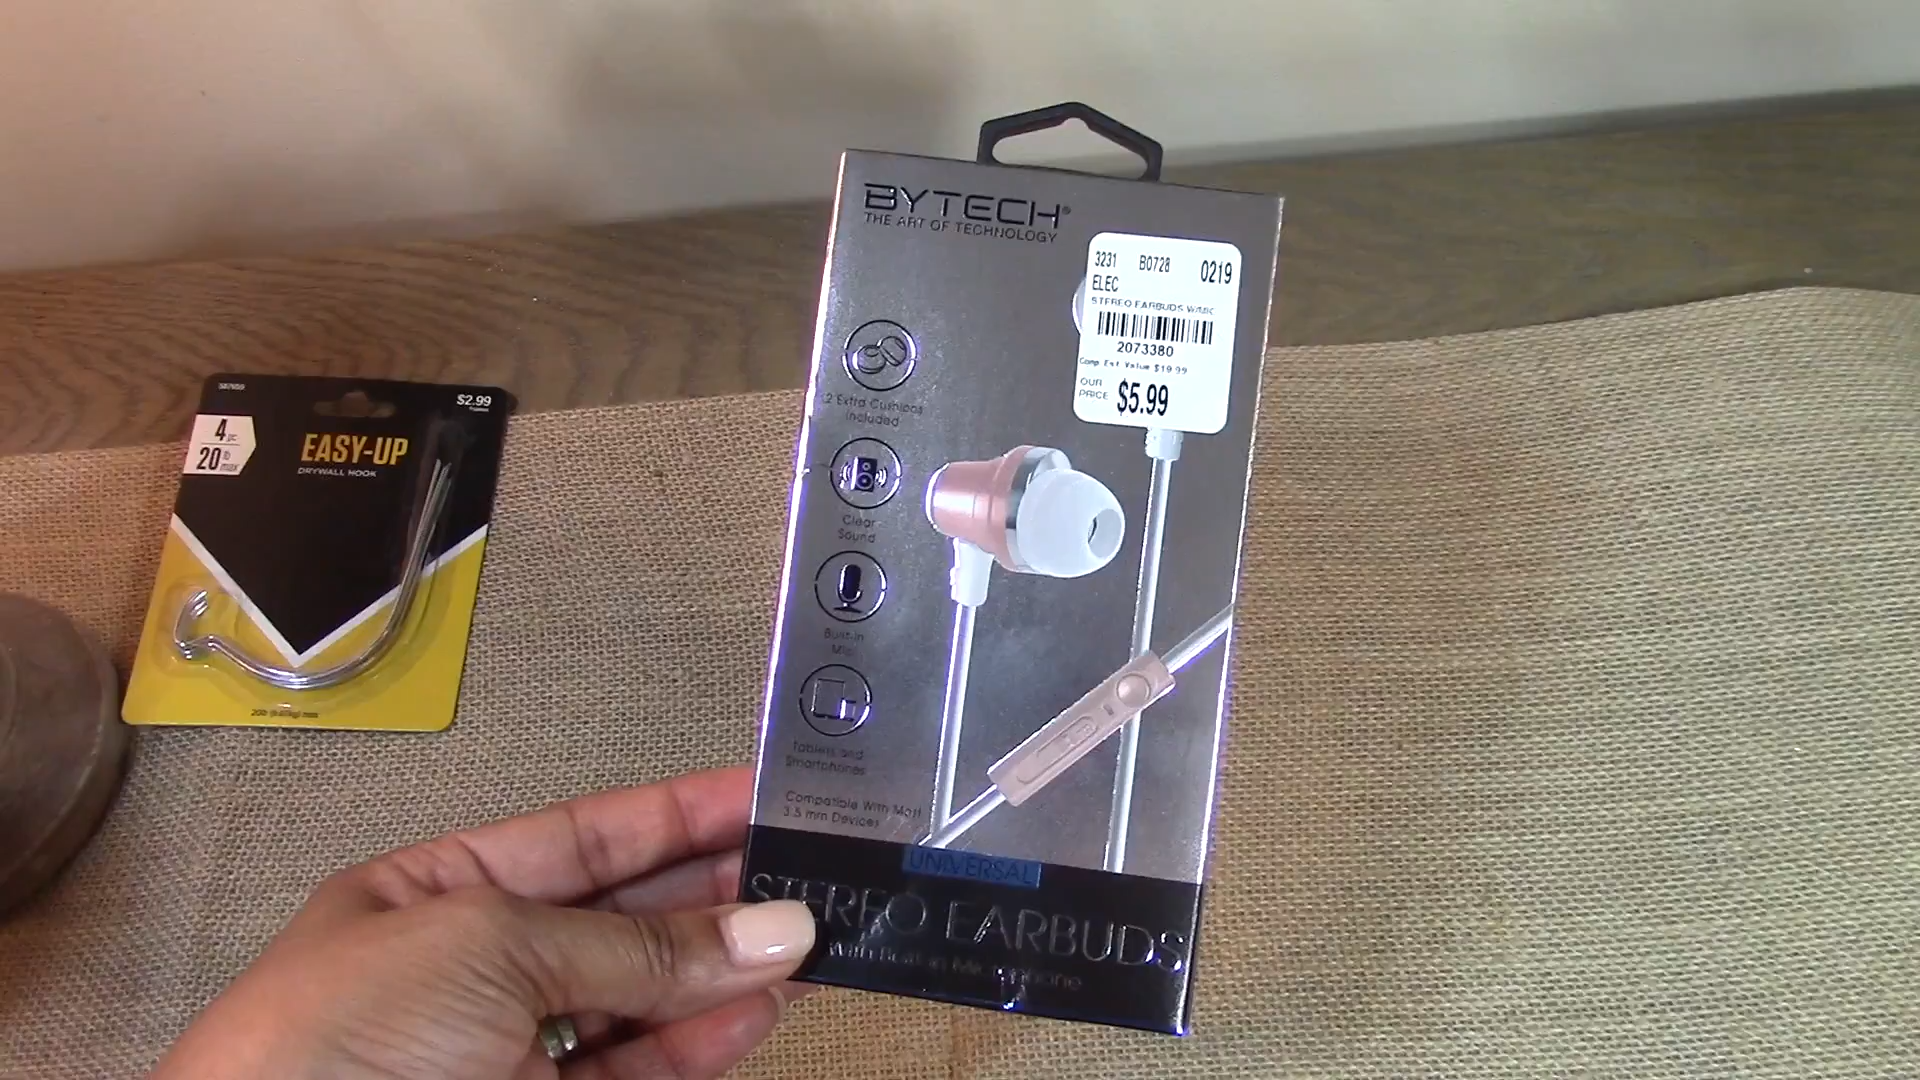 BYTECH®
THE ART OF TECHNOLOGY
3231 B0728 0219
ELEC
STEREO EARBUDS W/MIC
2073380
Comp Est Value $19.99
OUR PRICE $5.99
2 Extra Cushions
Included
Clear
Sound
Built-in
Mic
Tablets and
Smartphones
Compatible With Most
3.5 mm Devices
UNIVERSAL
STEREO EARBUDS
With Built-in Microphone
$2.99
4 pc
20 lb max
EASY-UP
DRYWALL HOOK